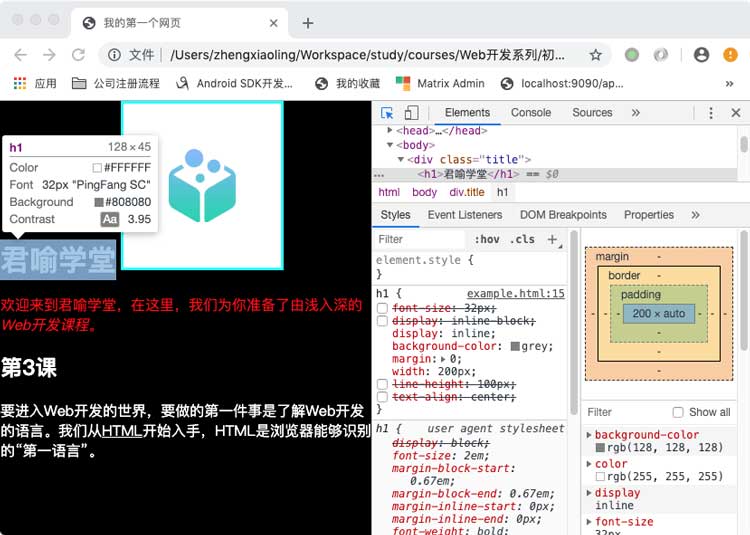 我的第一个网页
文件 /Users/zhengxiaoling/Workspace/study/courses/Web开发系列/初...
应用 公司注册流程 Android SDK开发... 我的收藏 Matrix Admin localhost:9090/ap... »
h1 128 × 45
Color #FFFFFF
Font 32px "PingFang SC"
Background #808080
Contrast Aa 3.95
君喻学堂
欢迎来到君喻学堂，在这里，我们为你准备了由浅入深的
Web开发课程。
第3课
要进入Web开发的世界，要做的第一件事是了解Web开发
的语言。我们从HTML开始入手，HTML是浏览器能够识别
的“第一语言”。
Elements Console Sources »
<head>…</head>
<body>
<div class="title">
... <h1>君喻学堂</h1> == $0
html body div.title h1
Styles Event Listeners DOM Breakpoints Properties »
Filter :hov .cls +
element.style {
}
h1 { example.html:15
font-size: 32px;
display: inline-block;
display: inline;
background-color: grey;
margin: 0;
width: 200px;
line-height: 100px;
text-align: center;
}
h1 { user agent stylesheet
display: block;
font-size: 2em;
margin-block-start:
0.67em;
margin-block-end: 0.67em;
margin-inline-start: 0px;
margin-inline-end: 0px;
font-weight: bold;
margin -
border -
padding -
- - - 200 × auto - - -
-
-
-
Filter Show all
background-color
rgb(128, 128, 128)
color
rgb(255, 255, 255)
display
inline
font-size
32px